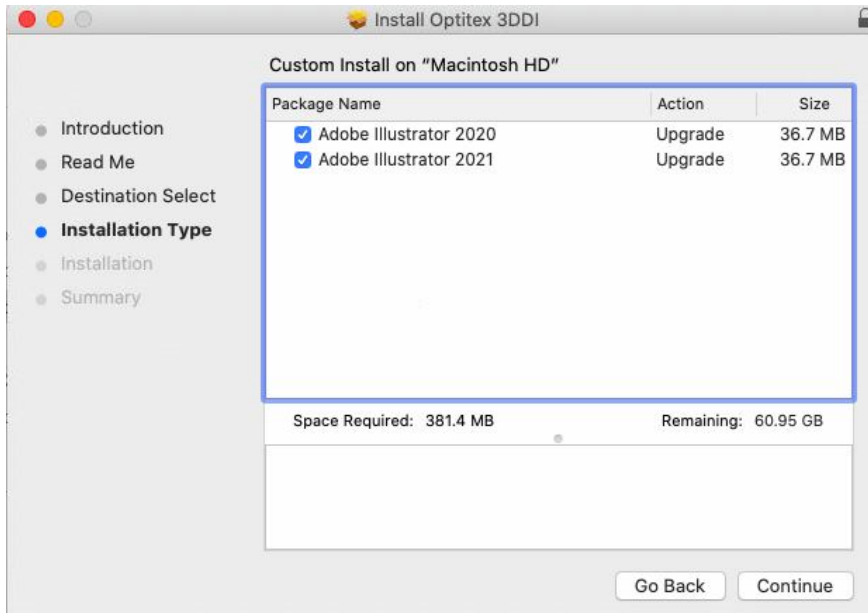 Install Optitex 3DDI
Custom Install on “Macintosh HD”
Introduction
Read Me
Destination Select
Installation Type
Installation
Summary
Package Name Action Size
Adobe Illustrator 2020 Upgrade 36.7 MB
Adobe Illustrator 2021 Upgrade 36.7 MB
Space Required: 381.4 MB Remaining: 60.95 GB
Go Back Continue